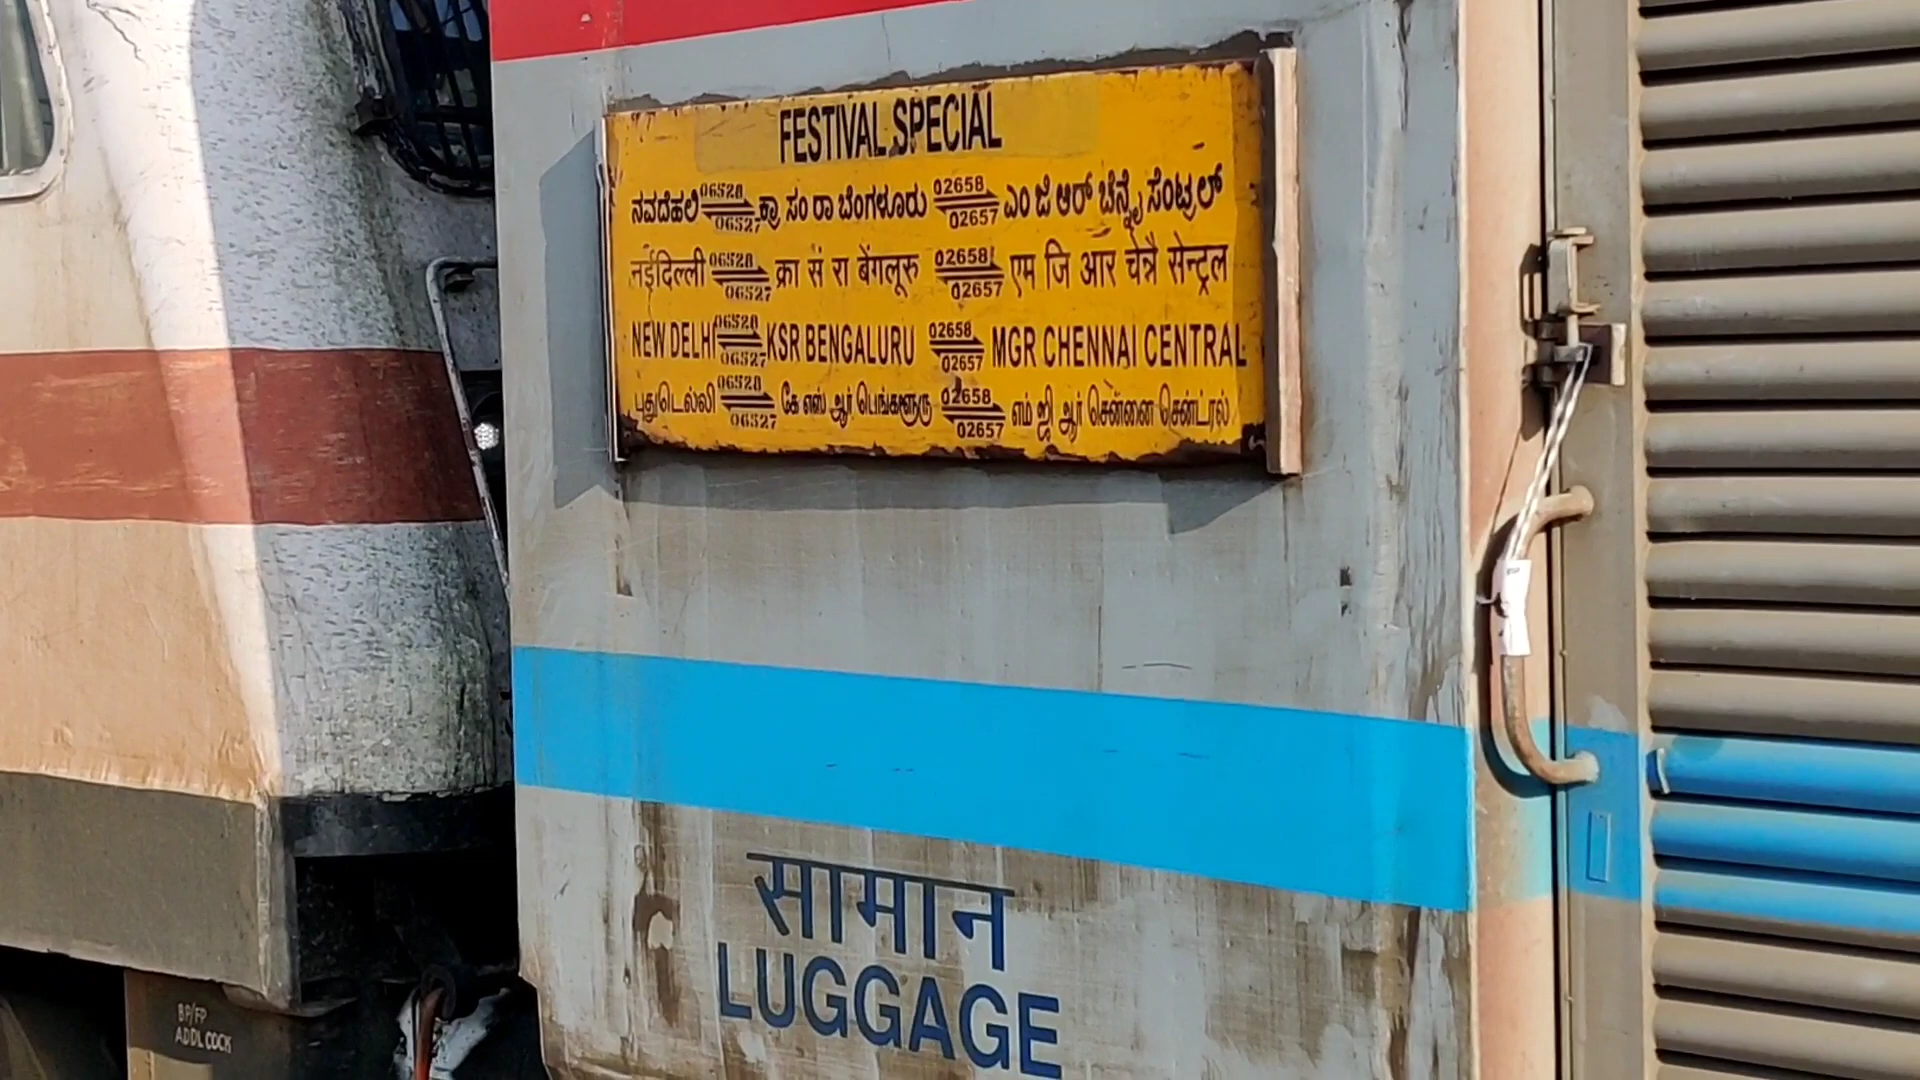 FESTIVAL SPECIAL
ನವದೆಹಲಿ 06528 06527 ಕ್ರಾ ಸಂ ರಾ ಬೆಂಗಳೂರು 02658 02657 ಎಂ ಜಿ ಆರ್ ಚೆನ್ನೈ ಸೆಂಟ್ರಲ್
नईदिल्ली 06528 06527 क्रा सं रा बेंगलूरु 02658 02657 एम जि आर चेन्नै सेन्ट्रल
NEW DELHI 06528 06527 KSR BENGALURU 02658 02657 MGR CHENNAI CENTRAL
புதுடெல்லி 06528 06527 கே எஸ் ஆர் பெங்களூரு 02658 02657 எம் ஜி ஆர் சென்னை சென்ட்ரல்
सामान
LUGGAGE
BP/FP
ADDL COCK